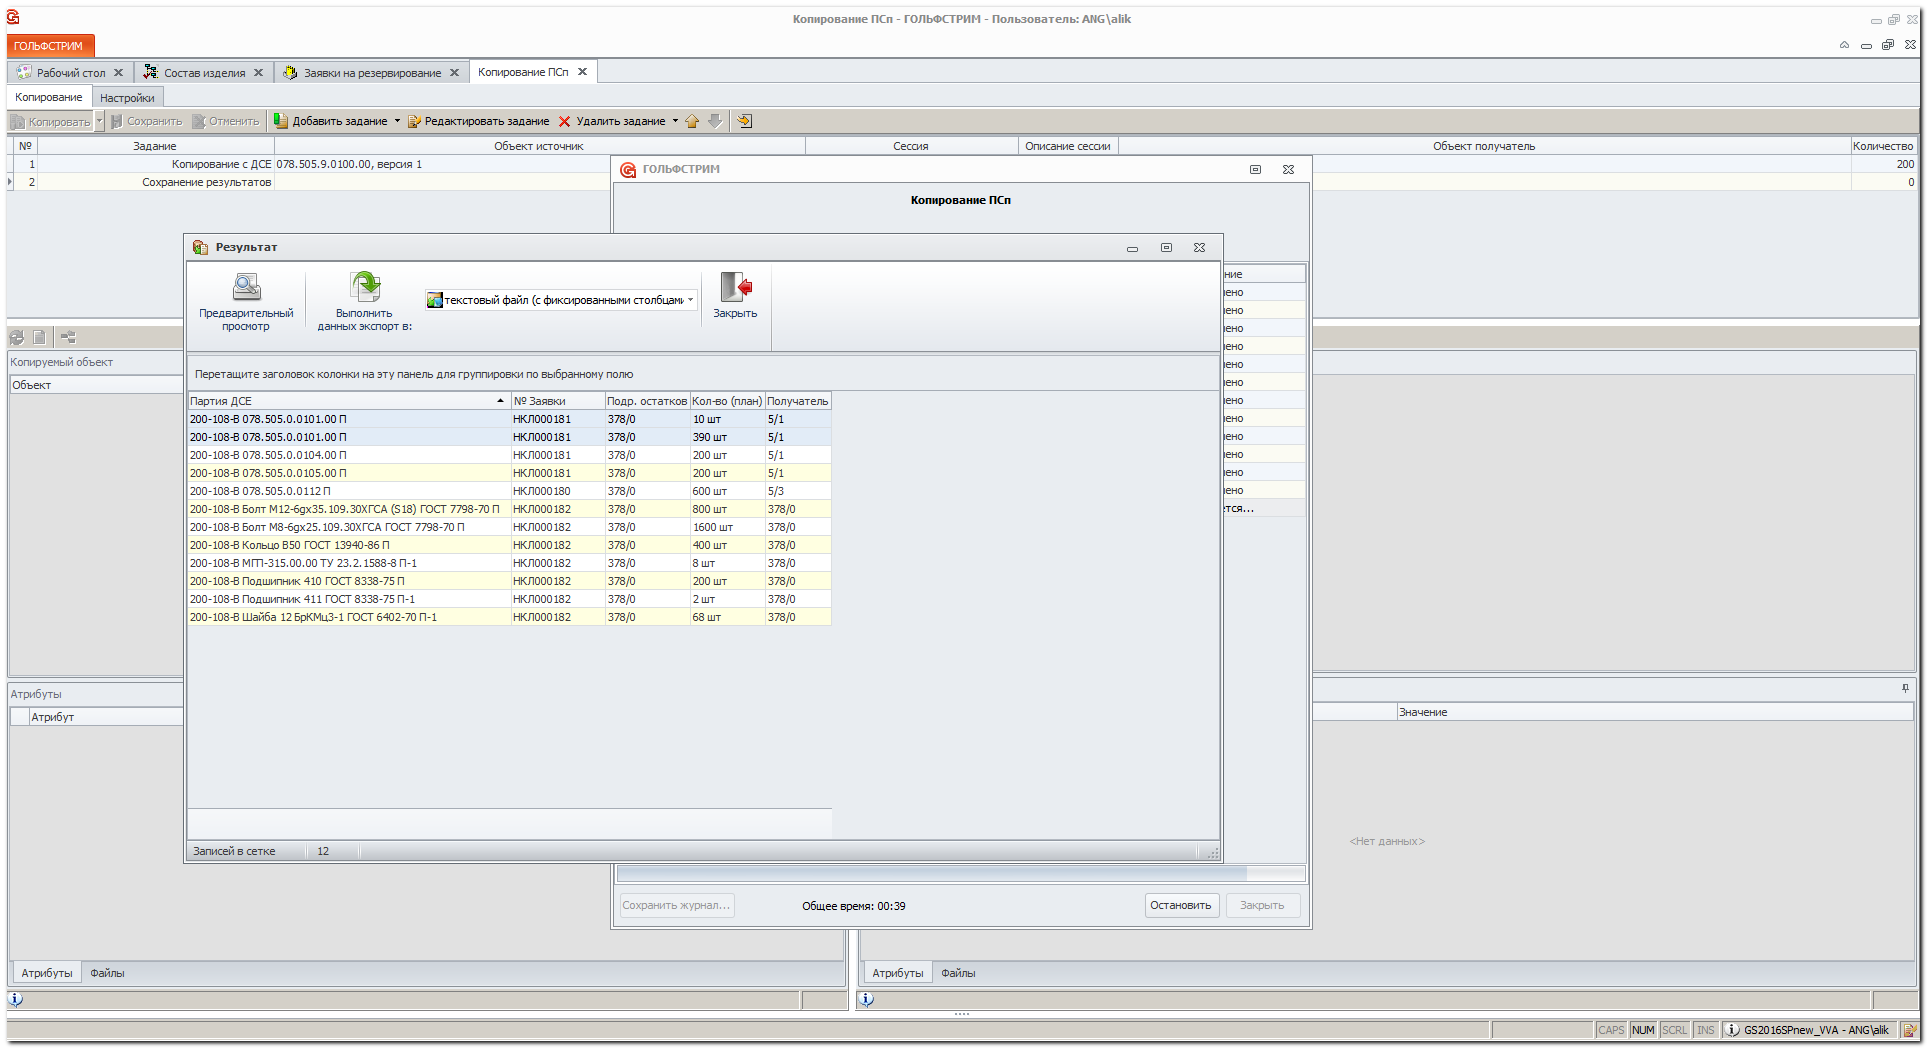 Копирование ПСп - ГОЛЬФСТРИМ - Пользователь: ANG\alik
ГОЛЬФСТРИМ
Рабочий стол Состав изделия Заявки на резервирование Копирование ПСп
Копирование Настройки
Копировать Сохранить Отменить Добавить задание Редактировать задание Удалить задание
№ Задание Объект источник Сессия Описание сессии Объект получатель Количество
1 Копирование с ДСЕ 078.505.9.0100.00, версия 1 200
2 Сохранение результатов 0
ГОЛЬФСТРИМ
Копирование ПСп
Результат
Предварительный просмотр
Выполнить данных экспорт в:
текстовый файл (с фиксированными столбцами
Закрыть
Перетащите заголовок колонки на эту панель для группировки по выбранному полю
Партия ДСЕ № Заявки Подр. остатков Кол-во (план) Получатель
200-108-В 078.505.0.0101.00 П НКЛ000181 378/0 10 шт 5/1
200-108-В 078.505.0.0101.00 П НКЛ000181 378/0 390 шт 5/1
200-108-В 078.505.0.0104.00 П НКЛ000181 378/0 200 шт 5/1
200-108-В 078.505.0.0105.00 П НКЛ000181 378/0 200 шт 5/1
200-108-В 078.505.0.0112 П НКЛ000180 378/0 600 шт 5/3
200-108-В Болт М12-6gх35.109.30ХГСА (S18) ГОСТ 7798-70 П НКЛ000182 378/0 800 шт 378/0
200-108-В Болт М8-6gх25.109.30ХГСА ГОСТ 7798-70 П НКЛ000182 378/0 1600 шт 378/0
200-108-В Кольцо В50 ГОСТ 13940-86 П НКЛ000182 378/0 400 шт 378/0
200-108-В МГП-315.00.00 ТУ 23.2.1588-8 П-1 НКЛ000182 378/0 8 шт 378/0
200-108-В Подшипник 410 ГОСТ 8338-75 П НКЛ000182 378/0 200 шт 378/0
200-108-В Подшипник 411 ГОСТ 8338-75 П-1 НКЛ000182 378/0 2 шт 378/0
200-108-В Шайба 12 БрКМц3-1 ГОСТ 6402-70 П-1 НКЛ000182 378/0 68 шт 378/0
Записей в сетке 12
ние
ено
ено
ено
ено
ено
ено
ено
ено
ено
ено
ено
ено
ется...
Копируемый объект
Объект
Атрибуты
Атрибут
Значение
<Нет данных>
Сохранить журнал... Общее время: 00:39 Остановить Закрыть
Атрибуты Файлы
Атрибуты Файлы
CAPS NUM SCRL INS GS2016SPnew_VVA - ANG\alik